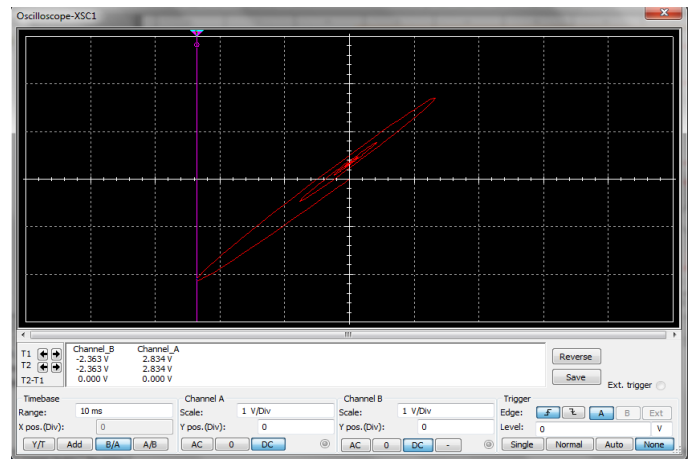 Oscilloscope-XSC1
T1
T2
T2-T1
Channel_B Channel_A
-2.363 V 2.834 V
-2.363 V 2.834 V
0.000 V 0.000 V
Reverse
Save
Ext. trigger
Timebase
Range: 10 ms
X pos.(Div): 0
Y/T Add B/A A/B
Channel A
Scale: 1 V/Div
Y pos.(Div): 0
AC 0 DC
Channel B
Scale: 1 V/Div
Y pos.(Div): 0
AC 0 DC -
Trigger
Edge: A B Ext
Level: 0 V
Single Normal Auto None